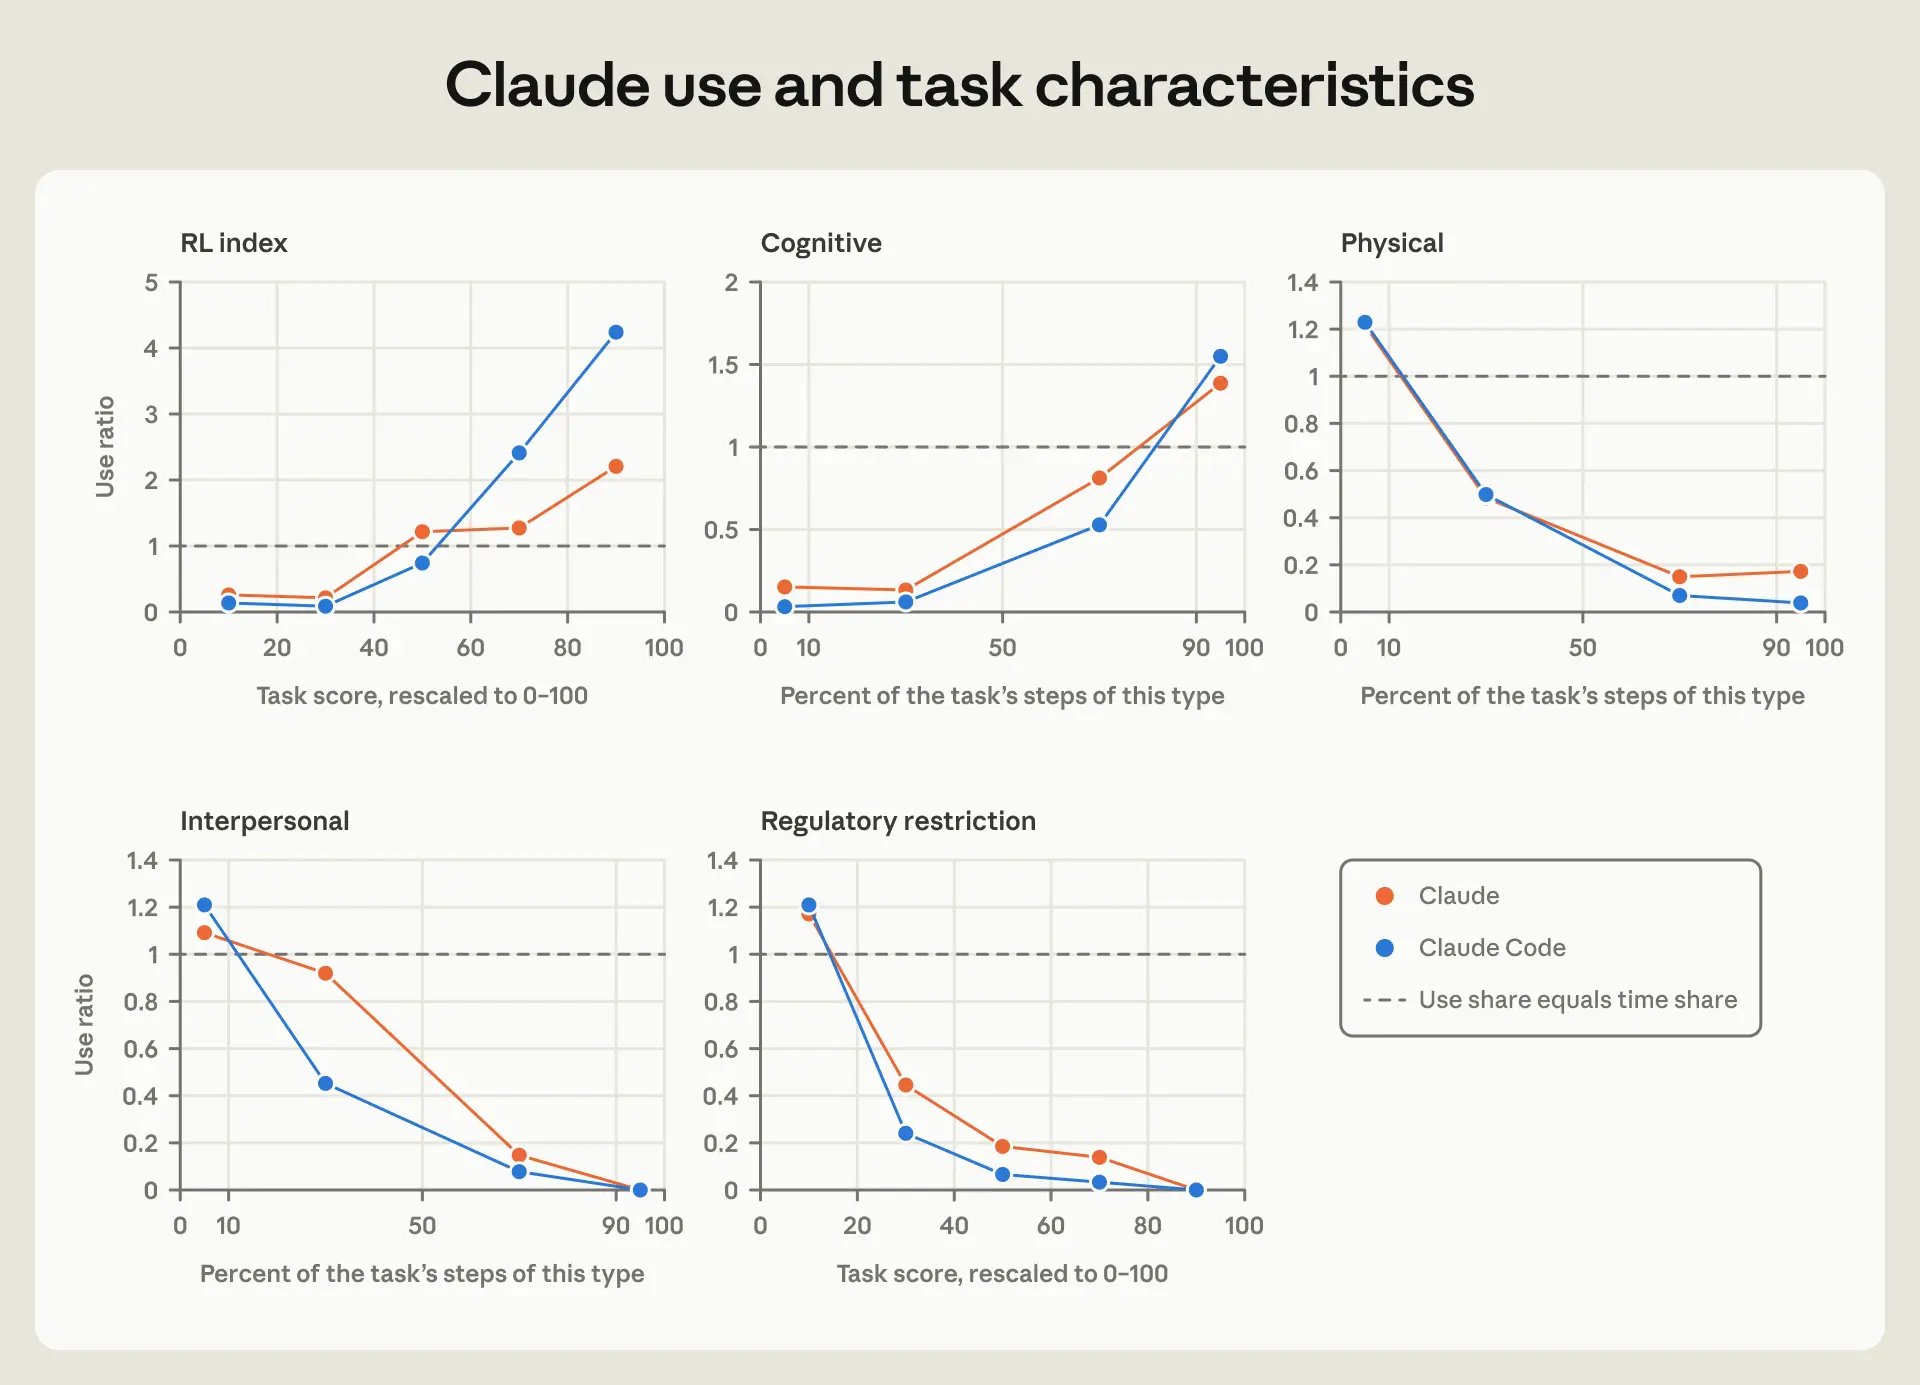 Claude use and task characteristics
RL index
Use ratio
5
4
3
2
1
0
0 20 40 60 80 100
Task score, rescaled to 0–100
Cognitive
2
1.5
1
0.5
0
0 10 50 90 100
Percent of the task’s steps of this type
Physical
1.4
1.2
1
0.8
0.6
0.4
0.2
0
0 10 50 90 100
Percent of the task’s steps of this type
Interpersonal
Use ratio
1.4
1.2
1
0.8
0.6
0.4
0.2
0
0 10 50 90 100
Percent of the task’s steps of this type
Regulatory restriction
1.4
1.2
1
0.8
0.6
0.4
0.2
0
0 20 40 60 80 100
Task score, rescaled to 0–100
Claude
Claude Code
Use share equals time share